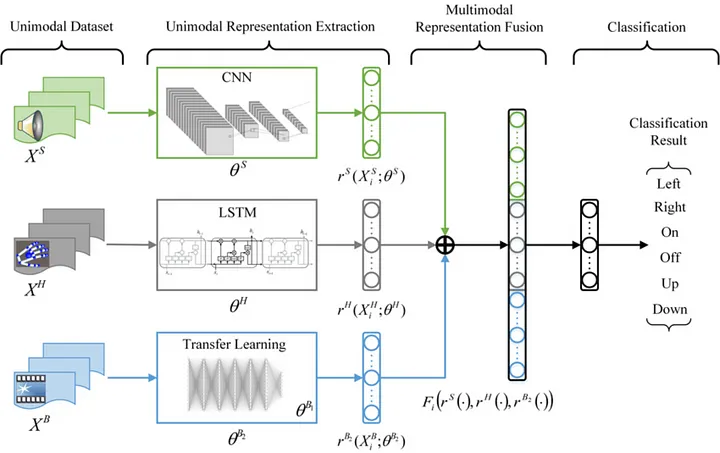 Unimodal Dataset
Unimodal Representation Extraction
Multimodal
Representation Fusion
Classification
CNN
X^S
θ^S
r^S(X_i^S;θ^S)
LSTM
X^H
θ^H
r^H(X_i^H;θ^H)
Transfer Learning
θ^{B_1}
X^B
θ^{B_2}
r^{B_2}(X_i^B;θ^{B_2})
F_i(r^S(·),r^H(·),r^{B_2}(·))
Classification
Result
Left
Right
On
Off
Up
Down